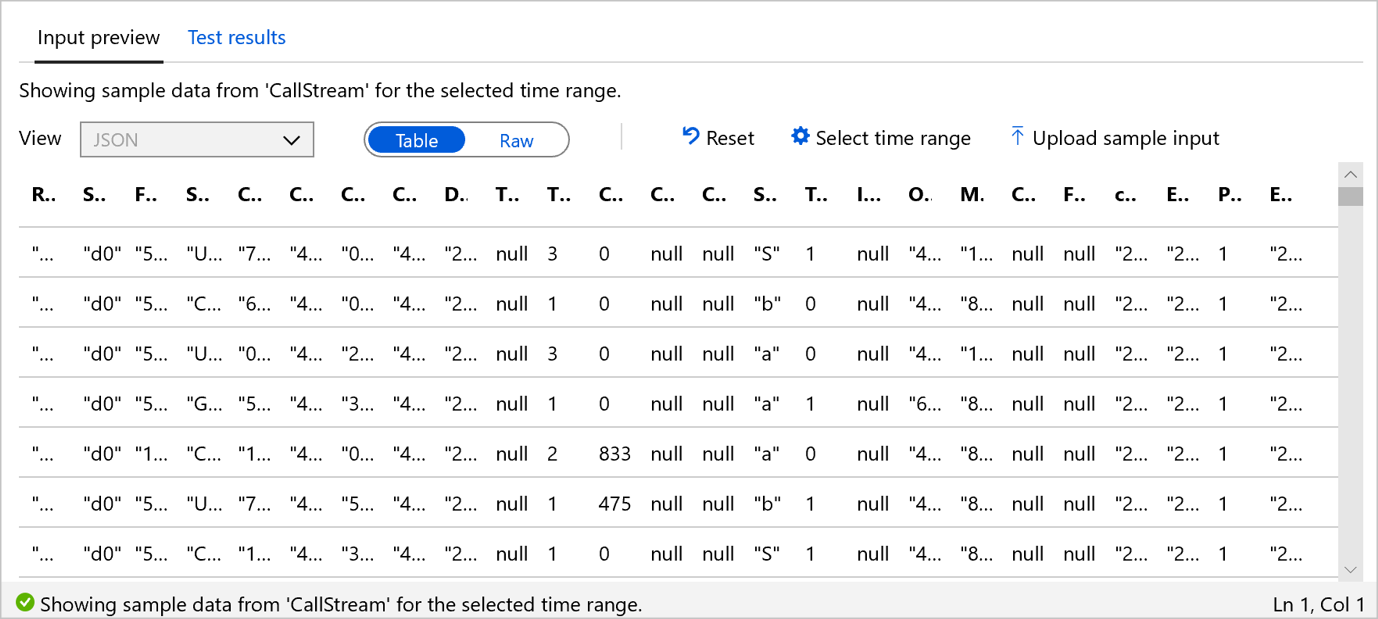 Input preview Test results
Showing sample data from 'CallStream' for the selected time range.
View JSON Table Raw Reset Select time range Upload sample input
R.. S.. F.. S.. C.. C.. C.. C.. D.. T.. T.. C.. C.. C.. S.. T.. I... O.. M. C.. F.. c.. E.. P.. E..
"... "d0" "5... "U... "7... "4... "0... "4... "2... null 3 0 null null "S" 1 null "4... "1... null null "2... "2... 1 "2...
"... "d0" "5... "C... "6... "4... "0... "4... "2... null 1 0 null null "b" 0 null "4... "8... null null "2... "2... 1 "2...
"... "d0" "5... "U... "0... "4... "2... "4... "2... null 3 0 null null "a" 0 null "4... "1... null null "2... "2... 1 "2...
"... "d0" "5... "G... "5... "4... "3... "4... "2... null 1 0 null null "a" 1 null "6... "8... null null "2... "2... 1 "2...
"... "d0" "1... "C... "1... "4... "0... "4... "2... null 2 833 null null "a" 0 null "4... "8... null null "2... "2... 1 "2...
"... "d0" "5... "U... "7... "4... "5... "4... "2... null 1 475 null null "b" 1 null "4... "8... null null "2... "2... 1 "2...
"... "d0" "5... "C... "1... "4... "3... "4... "2... null 1 0 null null "S" 1 null "4... "8... null null "2... "2... 1 "2...
Showing sample data from 'CallStream' for the selected time range. Ln 1, Col 1